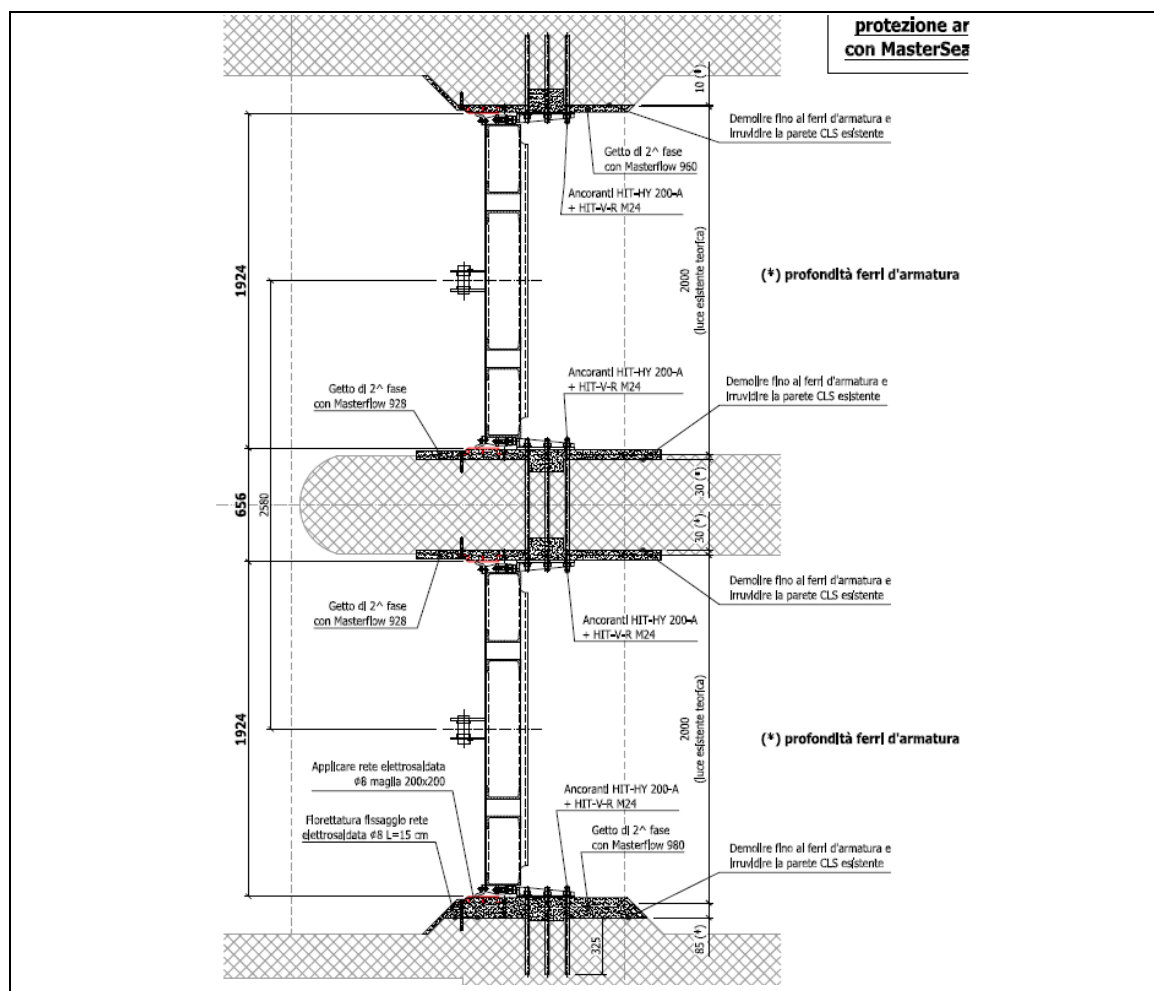 protezione ar
con MasterSea
10 (*)
Demolire fino ai ferri d'armatura e
irruvidire la parete CLS esistente
Getto di 2^ fase
con Masterflow 960
Ancoranti HIT-HY 200-A
+ HIT-V-R M24
1924
2000
(luce esistente teorica)
(*) profondità ferri d'armatura
Ancoranti HIT-HY 200-A
+ HIT-V-R M24
Demolire fino ai ferri d'armatura e
irruvidire la parete CLS esistente
Getto di 2^ fase
con Masterflow 928
30 (*)
656
2580
30 (*)
Demolire fino ai ferri d'armatura e
irruvidire la parete CLS esistente
Getto di 2^ fase
con Masterflow 928
Ancoranti HIT-HY 200-A
+ HIT-V-R M24
1924
2000
(luce esistente teorica)
(*) profondità ferri d'armatura
Applicare rete elettrosaldata
ø8 maglia 200x200
Ancoranti HIT-HY 200-A
+ HIT-V-R M24
Fiorettatura fissaggio rete
elettrosaldata ø8 L=15 cm
Getto di 2^ fase
con Masterflow 980
Demolire fino ai ferri d'armatura e
irruvidire la parete CLS esistente
325
85 (*)